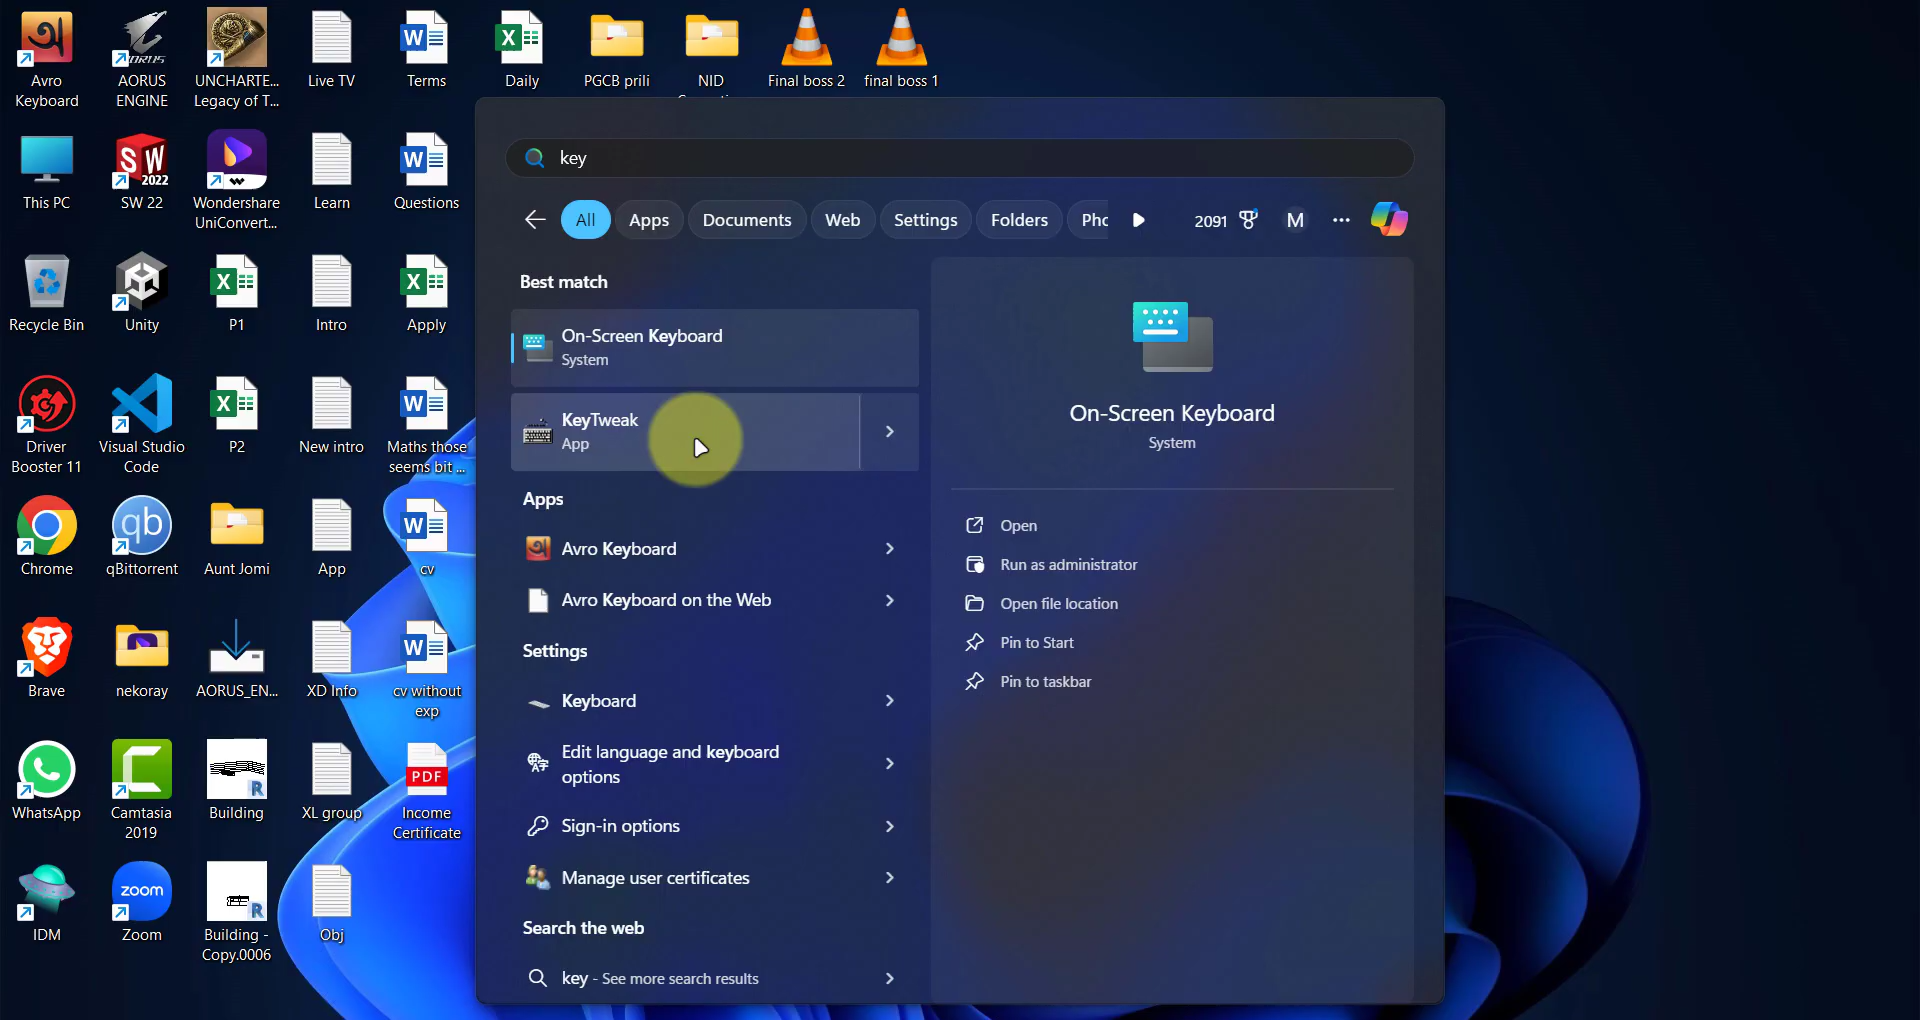 Avro
Keyboard
AORUS
ENGINE
UNCHARTE...
Legacy of T...
Live TV
Terms
Daily
PGCB prili
NID
Final boss 2
final boss 1
This PC
SW
2022
SW 22
Wondershare
UniConvert...
Learn
Questions
Recycle Bin
Unity
P1
Intro
Apply
Driver
Booster 11
Visual Studio
Code
P2
New intro
Maths those
seems bit ...
Chrome
qb
qBittorrent
Aunt Jomi
App
cv
Brave
nekoray
AORUS_EN...
XD Info
cv without
exp
WhatsApp
Camtasia
2019
Building
XL group
PDF
Income
Certificate
IDM
zoom
Zoom
Building -
Copy.0006
Obj
key
All
Apps
Documents
Web
Settings
Folders
Phc
2091
M
Best match
On-Screen Keyboard
System
KeyTweak
App
Apps
Avro Keyboard
Avro Keyboard on the Web
Settings
Keyboard
Edit language and keyboard
options
Sign-in options
Manage user certificates
Search the web
key - See more search results
On-Screen Keyboard
System
Open
Run as administrator
Open file location
Pin to Start
Pin to taskbar